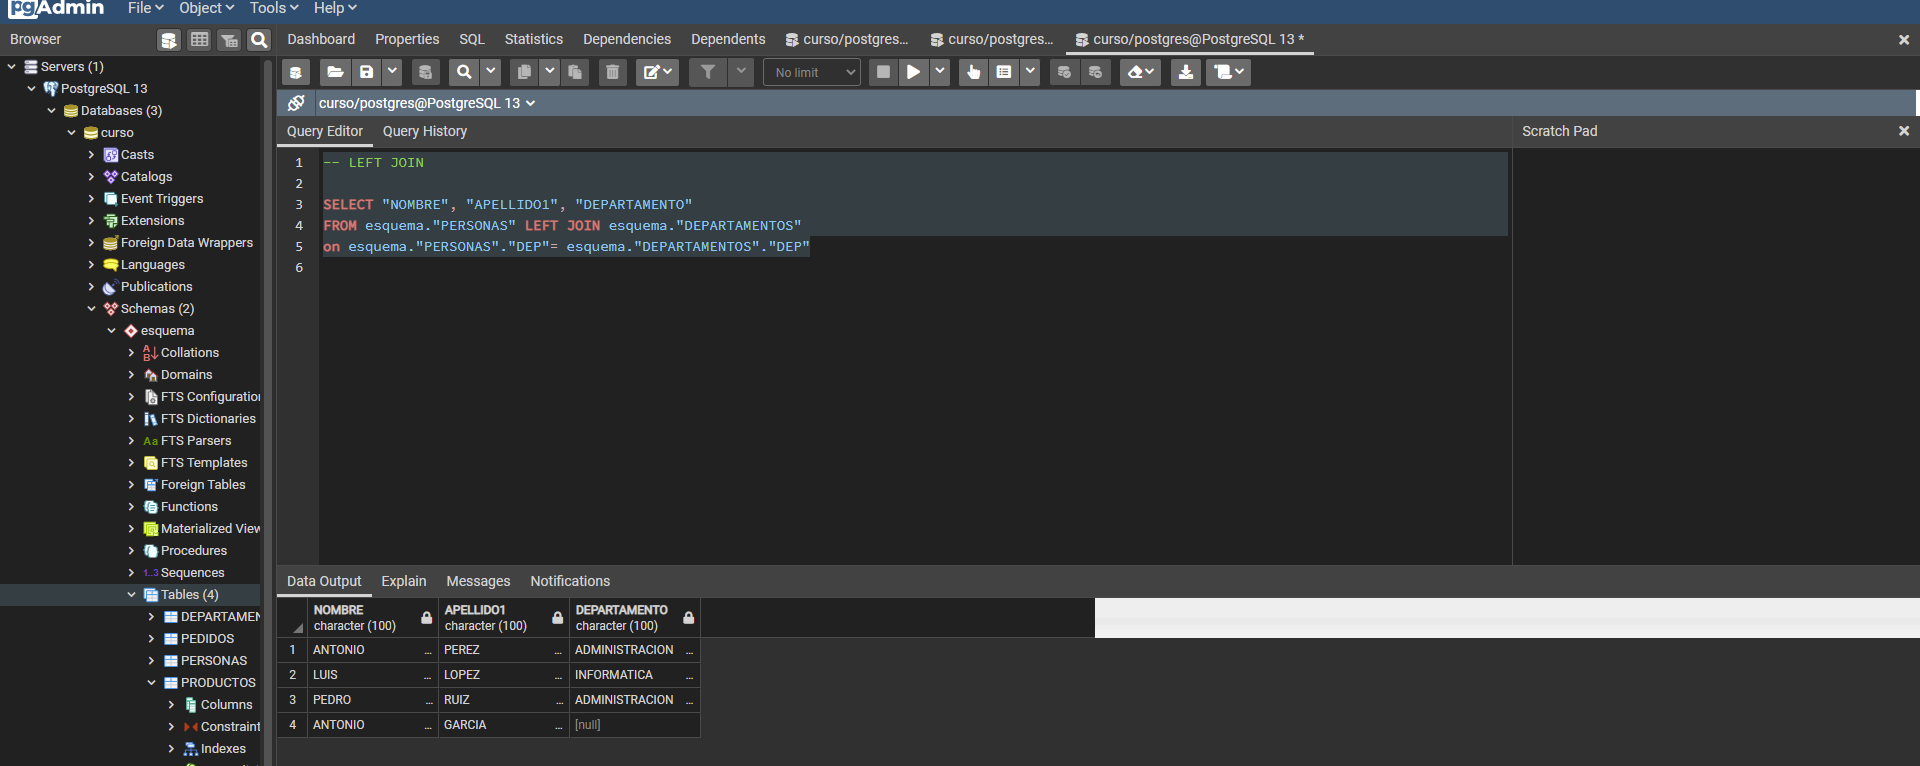 pgAdmin File Object Tools Help
Browser
Dashboard Properties SQL Statistics Dependencies Dependents curso/postgres... curso/postgres... curso/postgres@PostgreSQL 13 *
No limit
curso/postgres@PostgreSQL 13
Query Editor Query History
Scratch Pad
Servers (1)
PostgreSQL 13
Databases (3)
curso
Casts
Catalogs
Event Triggers
Extensions
Foreign Data Wrappers
Languages
Publications
Schemas (2)
esquema
Collations
Domains
FTS Configuratio
FTS Dictionaries
FTS Parsers
FTS Templates
Foreign Tables
Functions
Materialized View
Procedures
1..3 Sequences
Tables (4)
DEPARTAMEN
PEDIDOS
PERSONAS
PRODUCTOS
Columns
Constraint
Indexes
1 -- LEFT JOIN
2
3 SELECT "NOMBRE", "APELLIDO1", "DEPARTAMENTO"
4 FROM esquema."PERSONAS" LEFT JOIN esquema."DEPARTAMENTOS"
5 on esquema."PERSONAS"."DEP"= esquema."DEPARTAMENTOS"."DEP"
6
Data Output Explain Messages Notifications
NOMBRE APELLIDO1 DEPARTAMENTO
character (100) character (100) character (100)
1 ANTONIO ... PEREZ ... ADMINISTRACION ...
2 LUIS ... LOPEZ ... INFORMATICA ...
3 PEDRO ... RUIZ ... ADMINISTRACION ...
4 ANTONIO ... GARCIA ... [null]